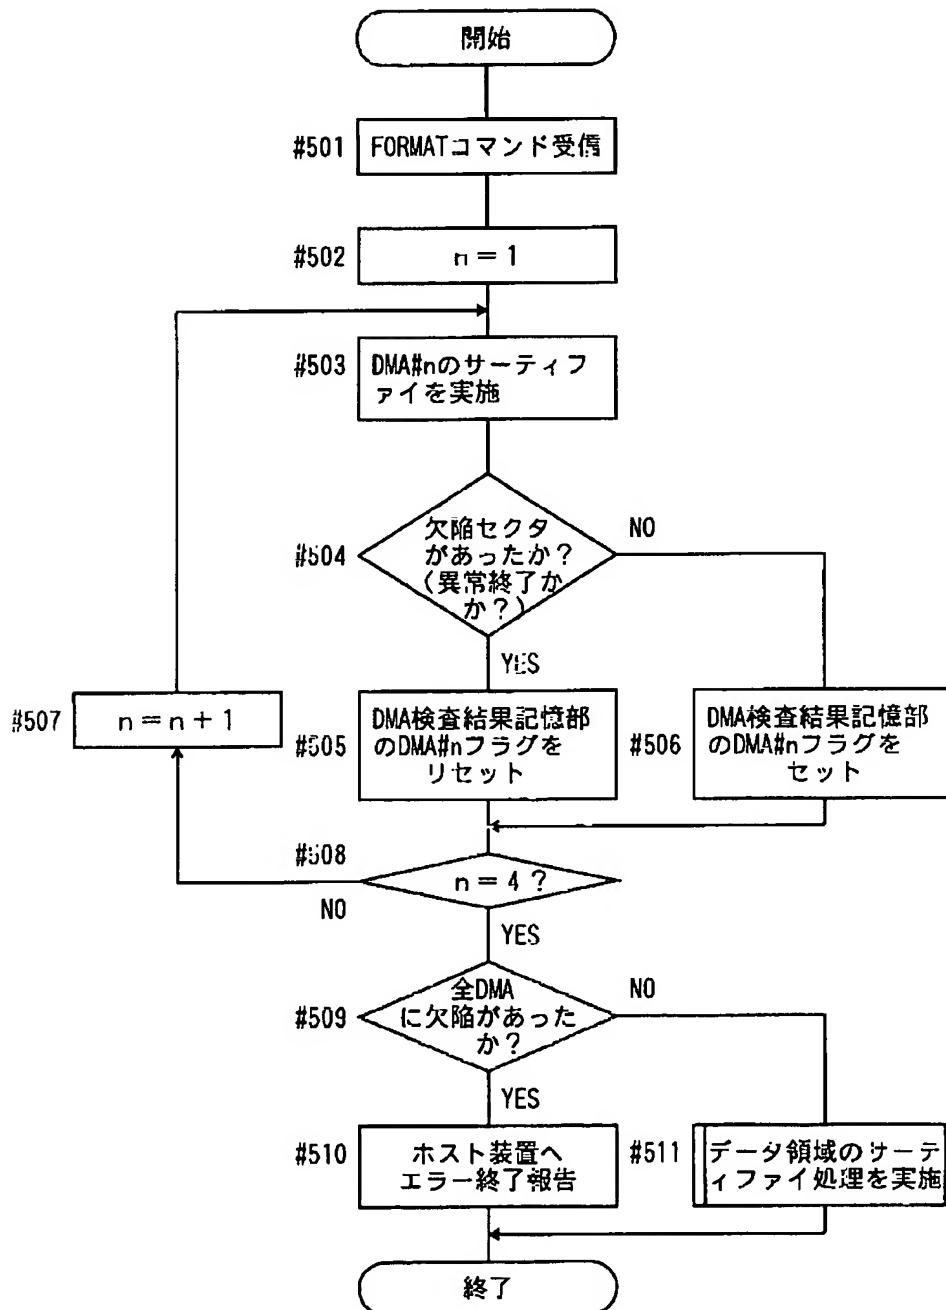 開始
#501
FORMATコマンド受信
#502
n = 1
#503
DMA#nのサーティフ
ァイを実施
#504
欠陥セクタ
があったか？
（異常終了か
か？）
NO
YES
#507
n = n + 1
#505
DMA検査結果記憶部
のDMA#nフラグを
リセット
#506
DMA検査結果記憶部
のDMA#nフラグを
セット
#508
n = 4 ?
NO
YES
#509
全DMA
に欠陥があった
か？
NO
YES
#510
ホスト装置へ
エラー終了報告
#511
データ領域のサーテ
ィファイ処理を実施
終了